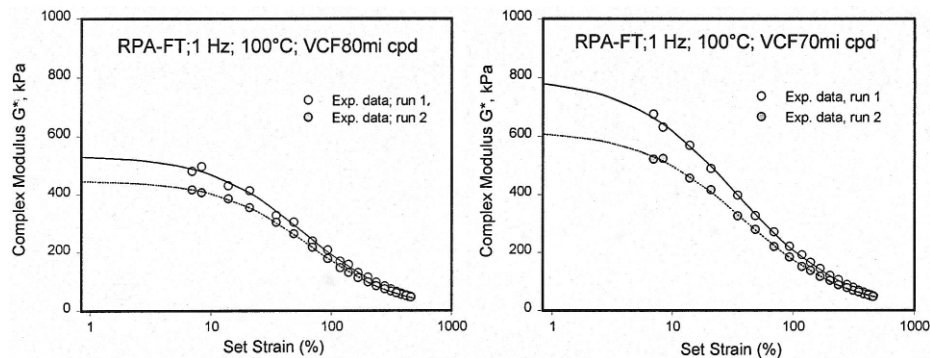 RPA-FT;1 Hz; 100°C; VCF80mi cpd
Exp. data; run 1.
Exp. data; run 2
Complex Modulus G*, kPa
1000
800
600
400
200
0
1
10
100
1000
Set Strain (%)
RPA-FT;1 Hz; 100°C; VCF70mi cpd
Exp. data, run 1
Exp. data, run 2
Complex Modulus G*, kPa
1000
800
600
400
200
0
1
10
100
1000
Set Strain (%)